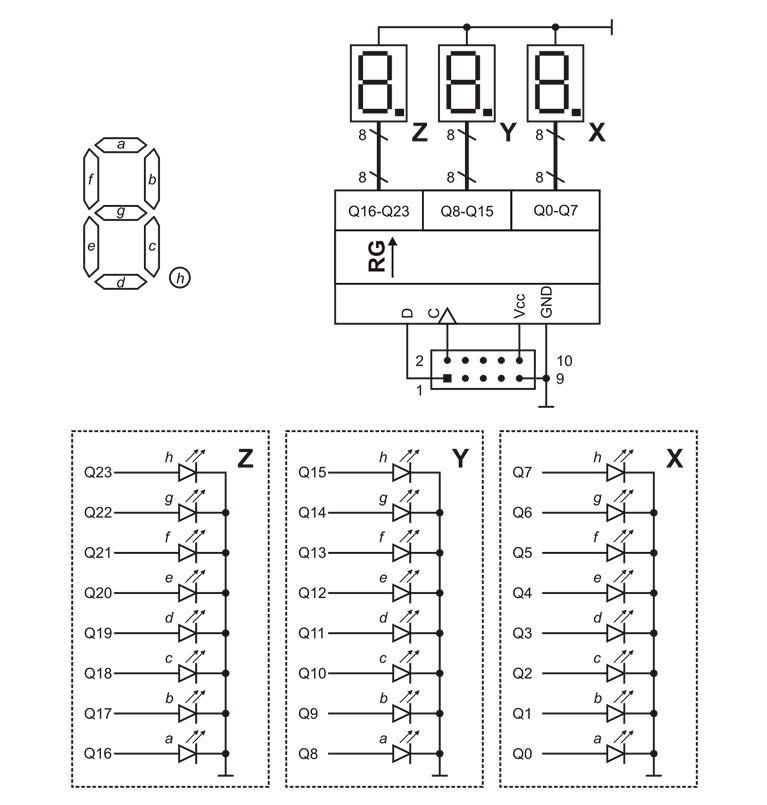 8 Z 8 Y 8 X
8 8 8
a
f b
g
e c
d h
Q16-Q23 Q8-Q15 Q0-Q7
RG
D C Vcc GND
2 10
1 9
Z Y X
Q23 h Q15 h Q7 h
Q22 g Q14 g Q6 g
Q21 f Q13 f Q5 f
Q20 e Q12 e Q4 e
Q19 d Q11 d Q3 d
Q18 c Q10 c Q2 c
Q17 b Q9 b Q1 b
Q16 a Q8 a Q0 a